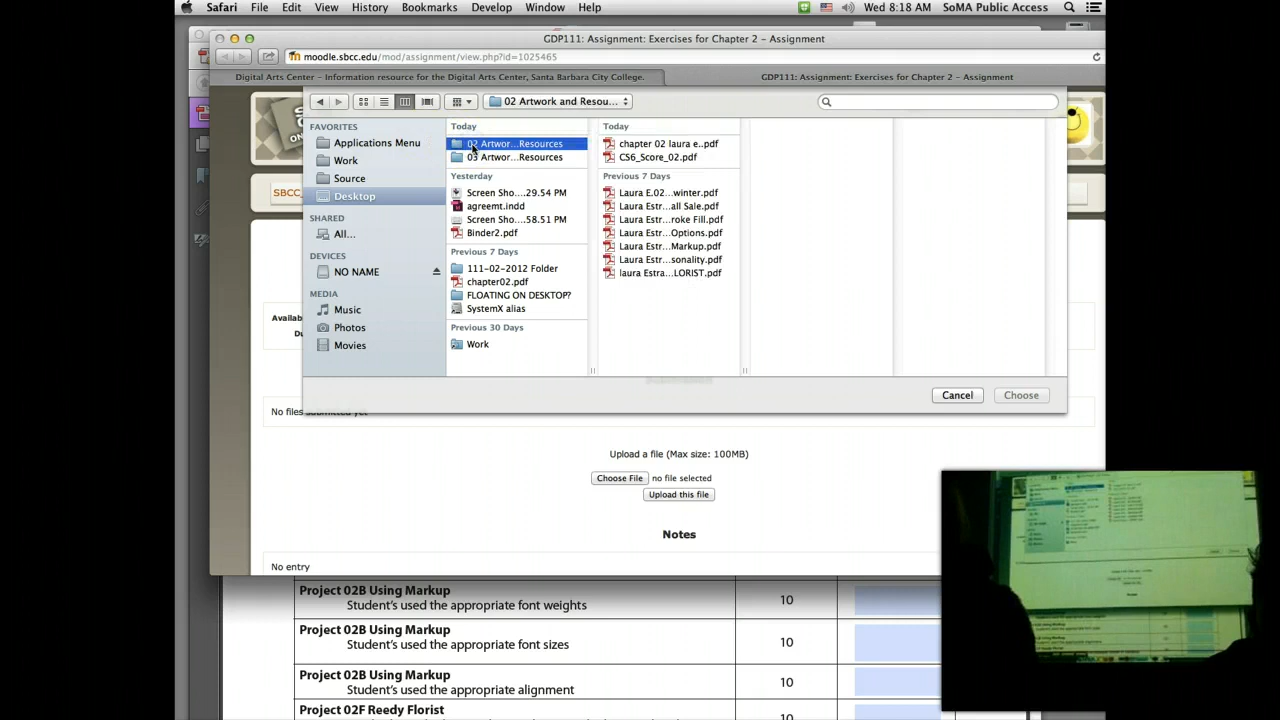 Safari File Edit View History Bookmarks Develop Window Help Wed 8:18 AM SoMA Public Access
GDP111: Assignment: Exercises for Chapter 2 – Assignment
moodle.sbcc.edu/mod/assignment/view.php?id=1025465
Digital Arts Center – Information resource for the Digital Arts Center, Santa Barbara City College.
GDP111: Assignment: Exercises for Chapter 2 – Assignment
02 Artwork and Resou...
FAVORITES
Applications Menu
Work
Source
Desktop
SHARED
All...
DEVICES
NO NAME
MEDIA
Music
Photos
Movies
Today
02 Artwor...Resources
03 Artwor...Resources
Yesterday
Screen Sho....29.54 PM
agreemt.indd
Screen Sho....58.51 PM
Binder2.pdf
Previous 7 Days
111-02-2012 Folder
chapter02.pdf
FLOATING ON DESKTOP?
SystemX alias
Previous 30 Days
Work
Today
chapter 02 laura e..pdf
CS6_Score_02.pdf
Previous 7 Days
Laura E.02...winter.pdf
Laura Estr...all Sale.pdf
Laura Estr...roke Fill.pdf
Laura Estr...Options.pdf
Laura Estr...Markup.pdf
Laura Estr...sonality.pdf
laura Estra...LORIST.pdf
Cancel
Choose
SBCC_
ON
Availab
Du
No files submitted yet
Upload a file (Max size: 100MB)
Choose File no file selected
Upload this file
Notes
No entry
Project 02B Using Markup
Student's used the appropriate font weights
10
Project 02B Using Markup
Student's used the appropriate font sizes
10
Project 02B Using Markup
Student's used the appropriate alignment
10
Project 02F Reedy Florist
10